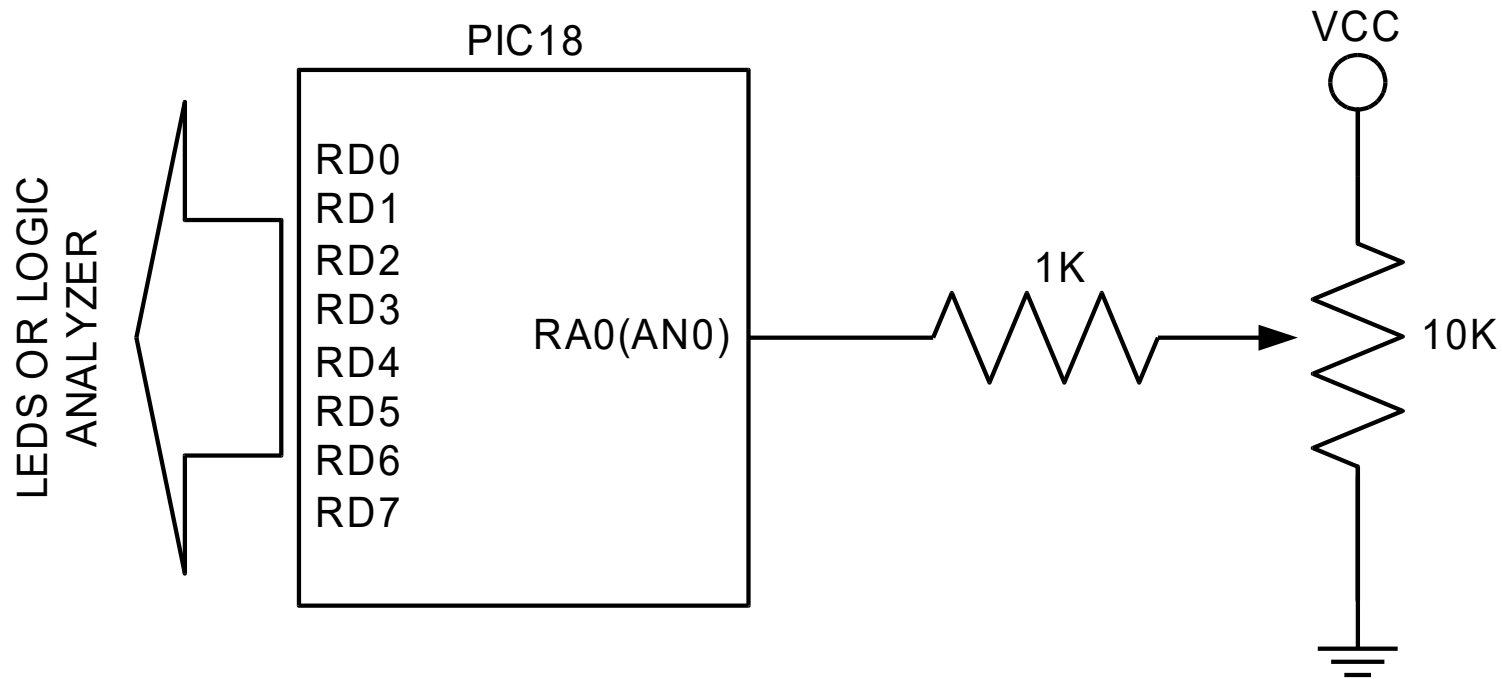 PIC18
VCC
LEDS OR LOGIC
ANALYZER
RD0
RD1
RD2
RD3
RD4
RD5
RD6
RD7
RA0(AN0)
1K
10K